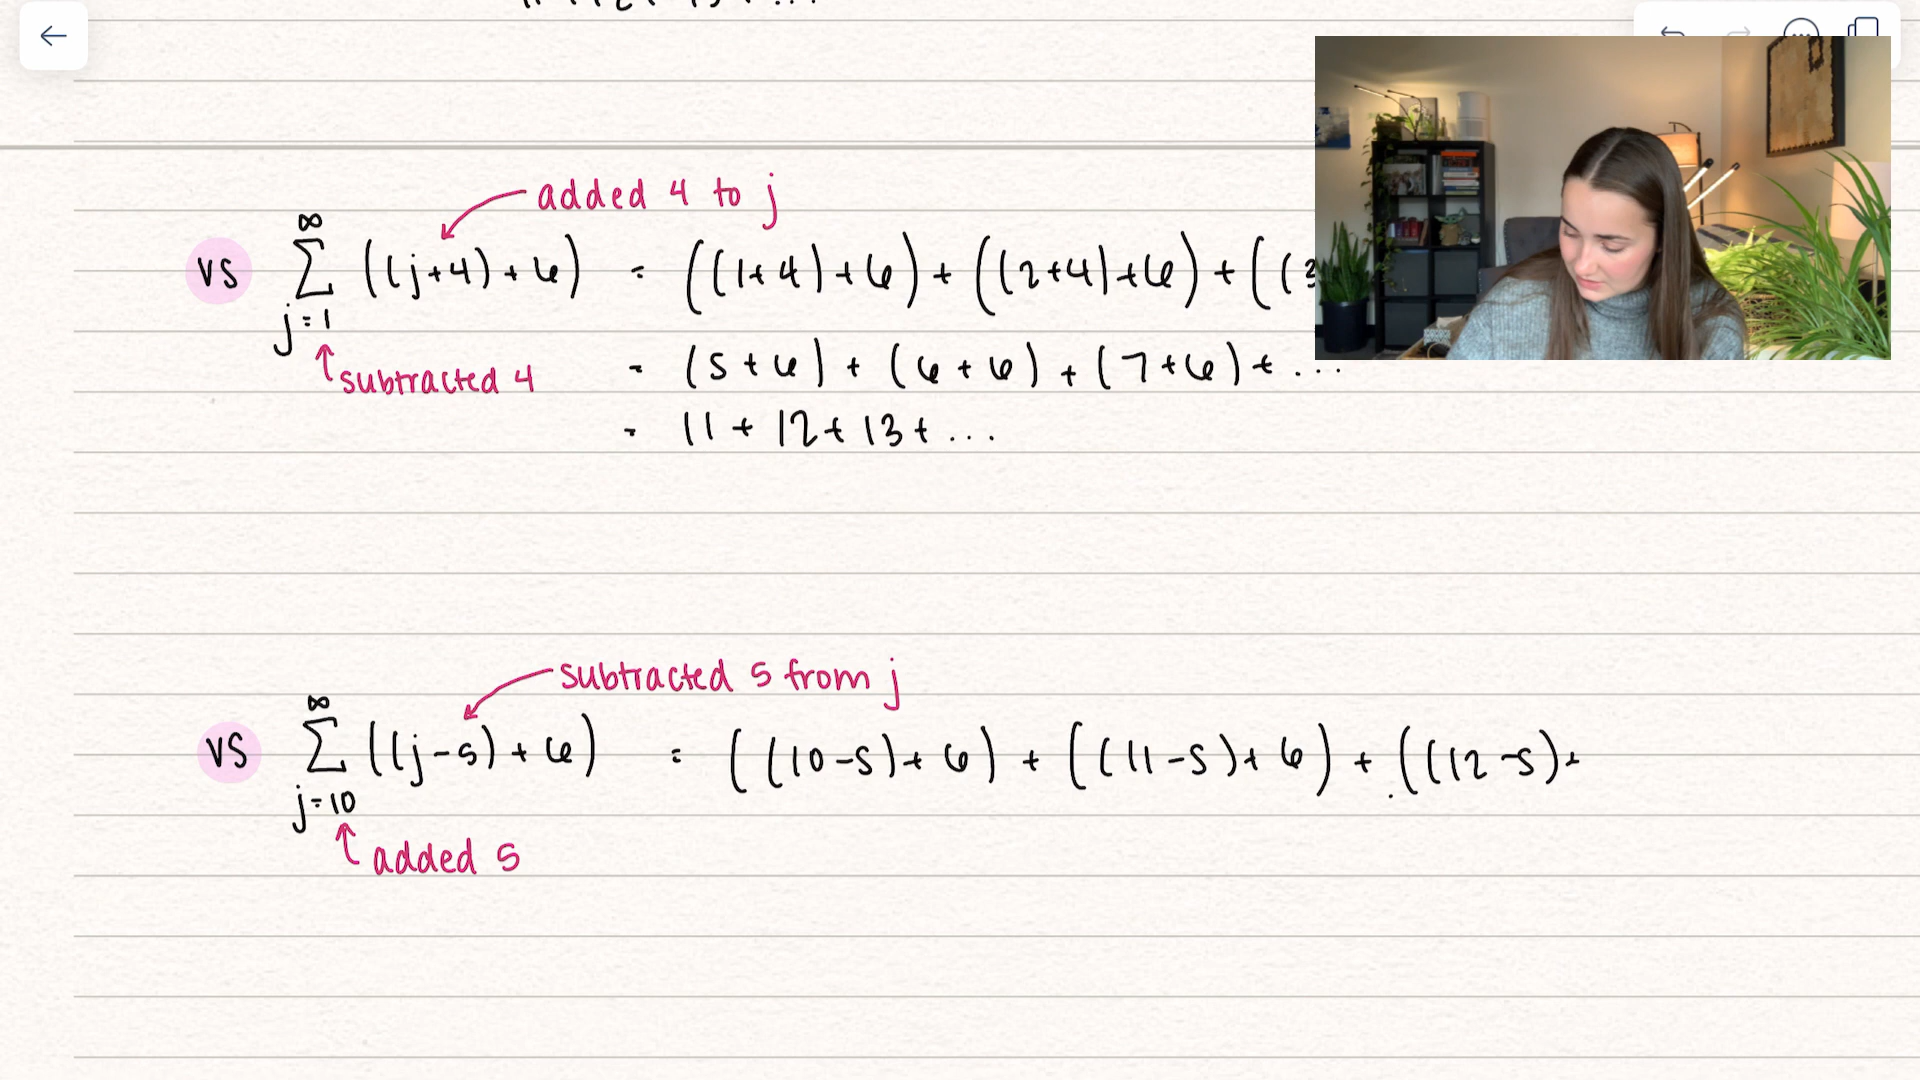 added 4 to j
vs ∞ Σ j=1 ((j+4)+6) = ((1+4)+6) + ((2+4)+6) + ((3
subtracted 4
= (5+6) + (6+6) + (7+6) + ...
= 11 + 12 + 13 + ...
subtracted 5 from j
vs ∞ Σ j=10 ((j-5)+6) = ((10-5)+6) + ((11-5)+6) + ((12-5)+
added 5